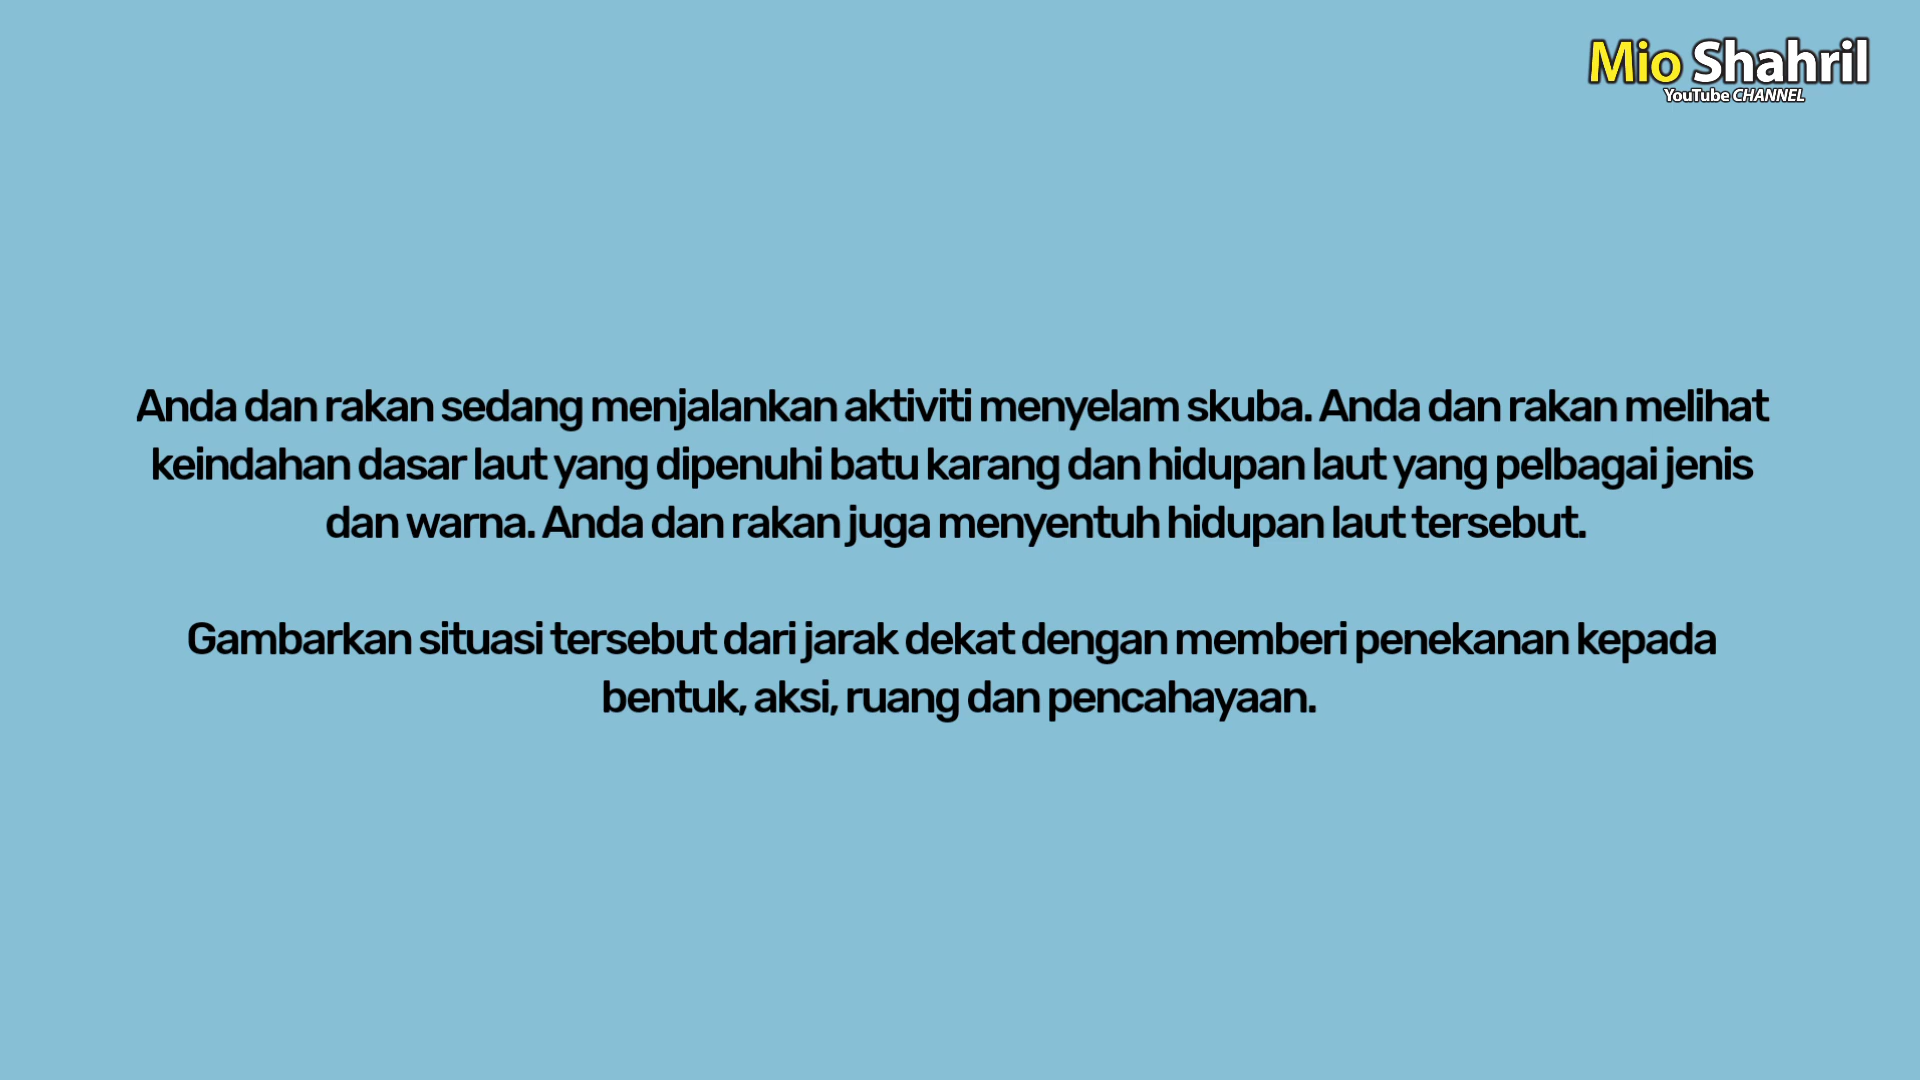 Mio Shahril
YouTube CHANNEL
Anda dan rakan sedang menjalankan aktiviti menyelam skuba. Anda dan rakan melihat
keindahan dasar laut yang dipenuhi batu karang dan hidupan laut yang pelbagai jenis
dan warna. Anda dan rakan juga menyentuh hidupan laut tersebut.
Gambarkan situasi tersebut dari jarak dekat dengan memberi penekanan kepada
bentuk, aksi, ruang dan pencahayaan.